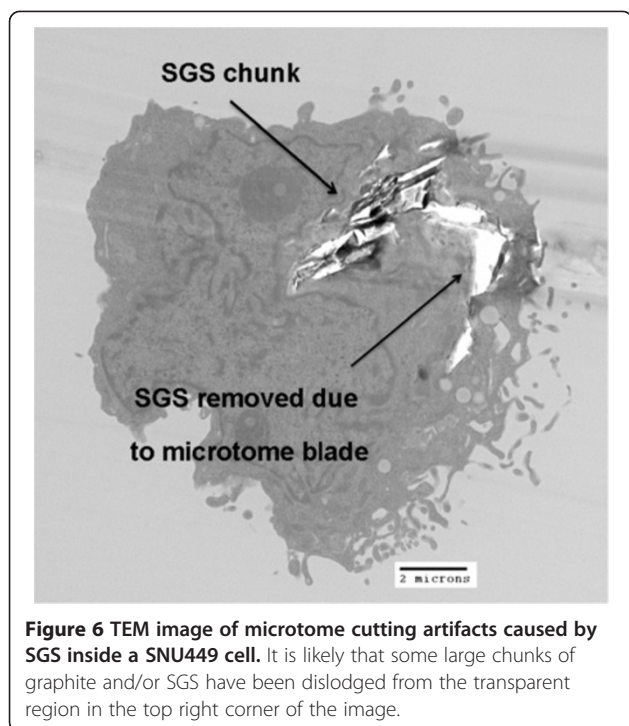 SGS chunk
SGS removed due
to microtome blade
2 microns
Figure 6 TEM image of microtome cutting artifacts caused by
SGS inside a SNU449 cell. It is likely that some large chunks of
graphite and/or SGS have been dislodged from the transparent
region in the top right corner of the image.